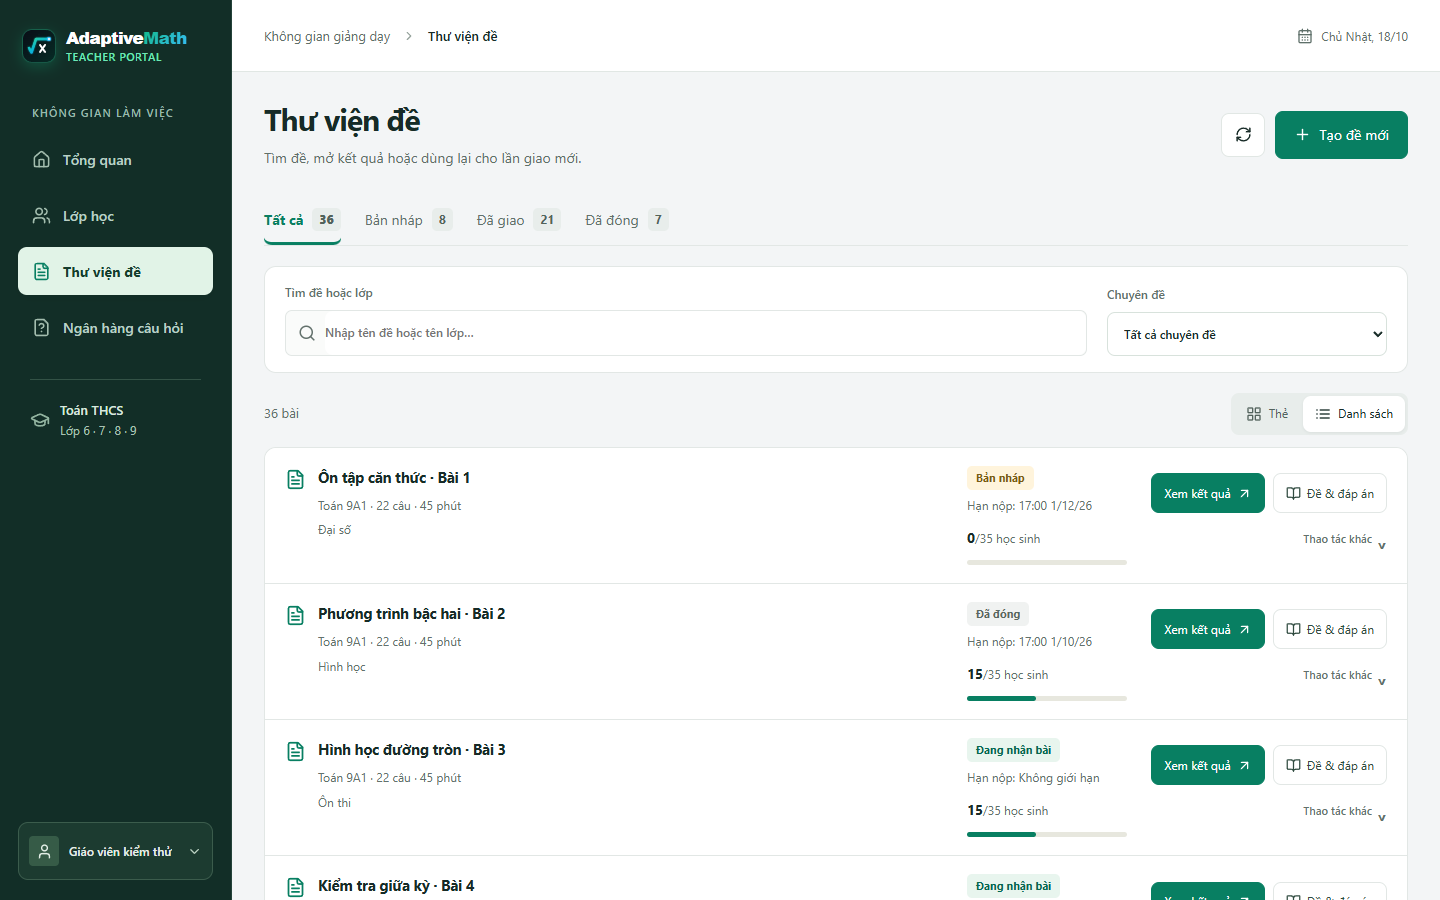 AdaptiveMath
TEACHER PORTAL
KHÔNG GIAN LÀM VIỆC
Tổng quan
Lớp học
Thư viện đề
Ngân hàng câu hỏi
Toán THCS
Lớp 6 · 7 · 8 · 9
Giáo viên kiểm thử
Không gian giảng dạy > Thư viện đề
Chủ Nhật, 18/10
Thư viện đề
Tìm đề, mở kết quả hoặc dùng lại cho lần giao mới.
Tạo đề mới
Tất cả 36 Bản nháp 8 Đã giao 21 Đã đóng 7
Tìm đề hoặc lớp
Nhập tên đề hoặc tên lớp...
Chuyên đề
Tất cả chuyên đề
36 bài
Thẻ Danh sách
Ôn tập căn thức · Bài 1
Toán 9A1 · 22 câu · 45 phút
Đại số
Bản nháp
Hạn nộp: 17:00 1/12/26
0/35 học sinh
Xem kết quả Đề & đáp án
Thao tác khác
Phương trình bậc hai · Bài 2
Toán 9A1 · 22 câu · 45 phút
Hình học
Đã đóng
Hạn nộp: 17:00 1/10/26
15/35 học sinh
Xem kết quả Đề & đáp án
Thao tác khác
Hình học đường tròn · Bài 3
Toán 9A1 · 22 câu · 45 phút
Ôn thi
Đang nhận bài
Hạn nộp: Không giới hạn
15/35 học sinh
Xem kết quả Đề & đáp án
Thao tác khác
Kiểm tra giữa kỳ · Bài 4
Đang nhận bài